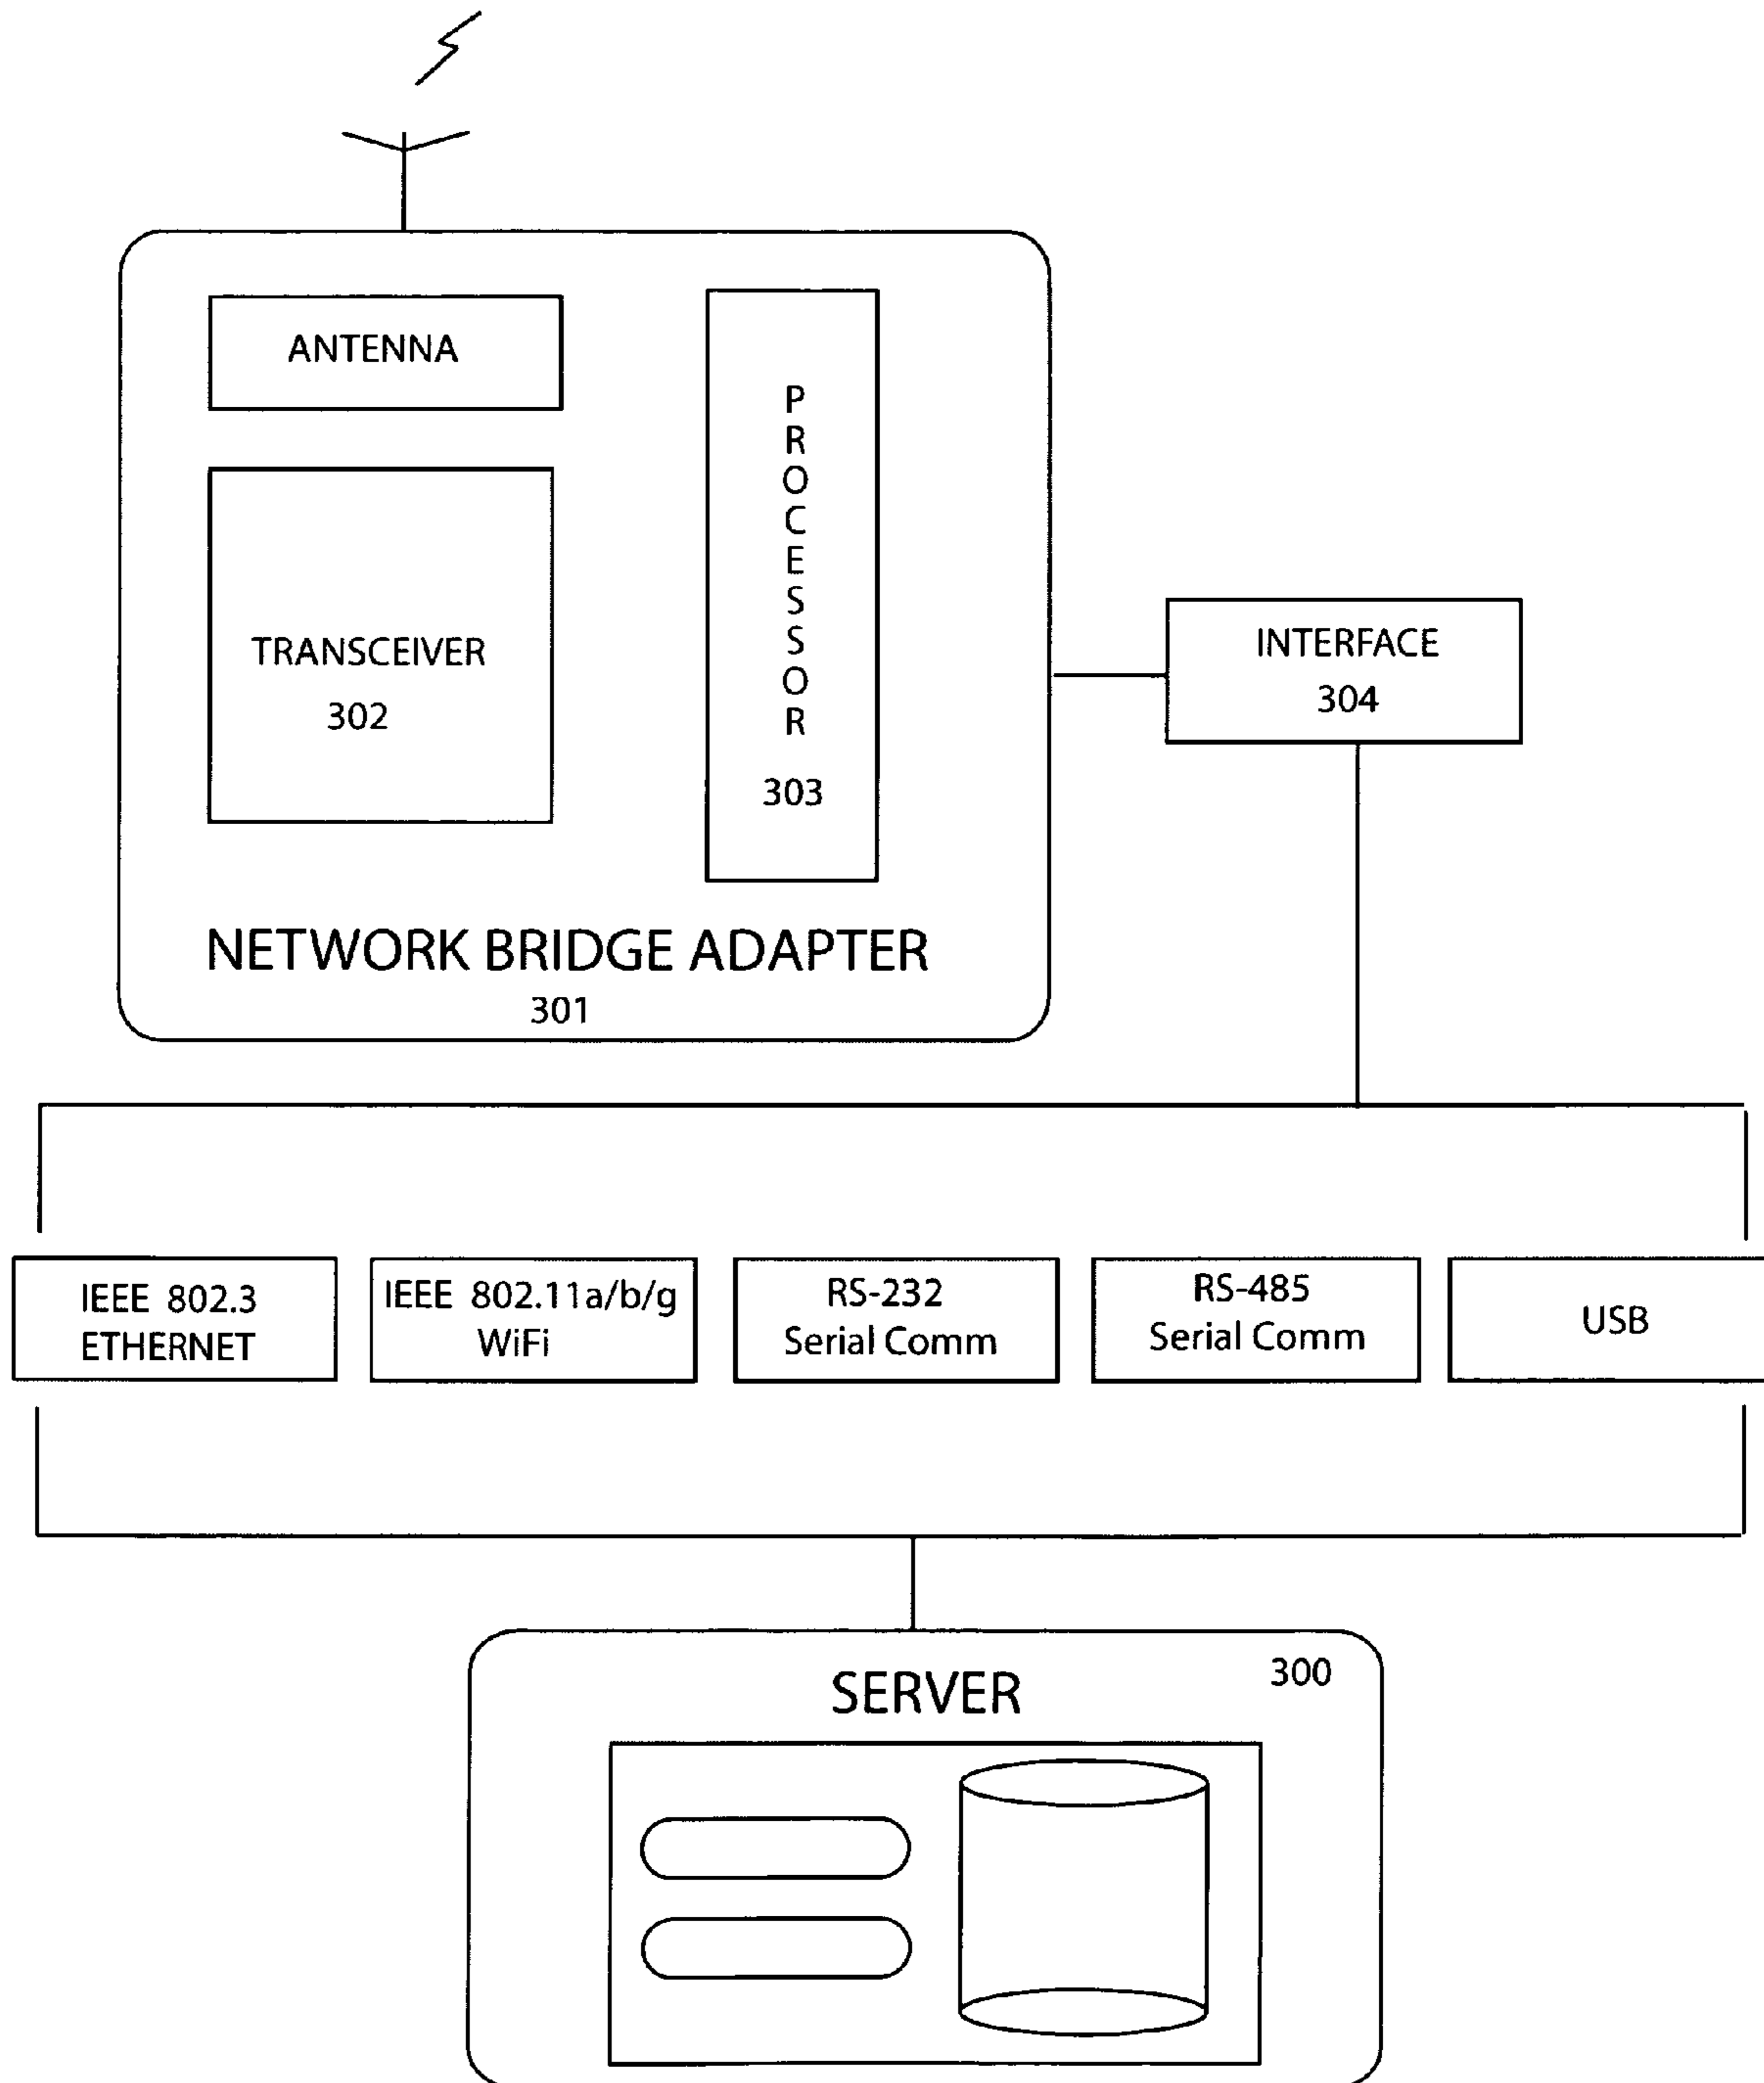 ANTENNA
TRANSCEIVER
302
PROCESSOR
303
NETWORK BRIDGE ADAPTER
301
INTERFACE
304
IEEE 802.3
ETHERNET
IEEE 802.11a/b/g
WiFi
RS-232
Serial Comm
RS-485
Serial Comm
USB
SERVER
300